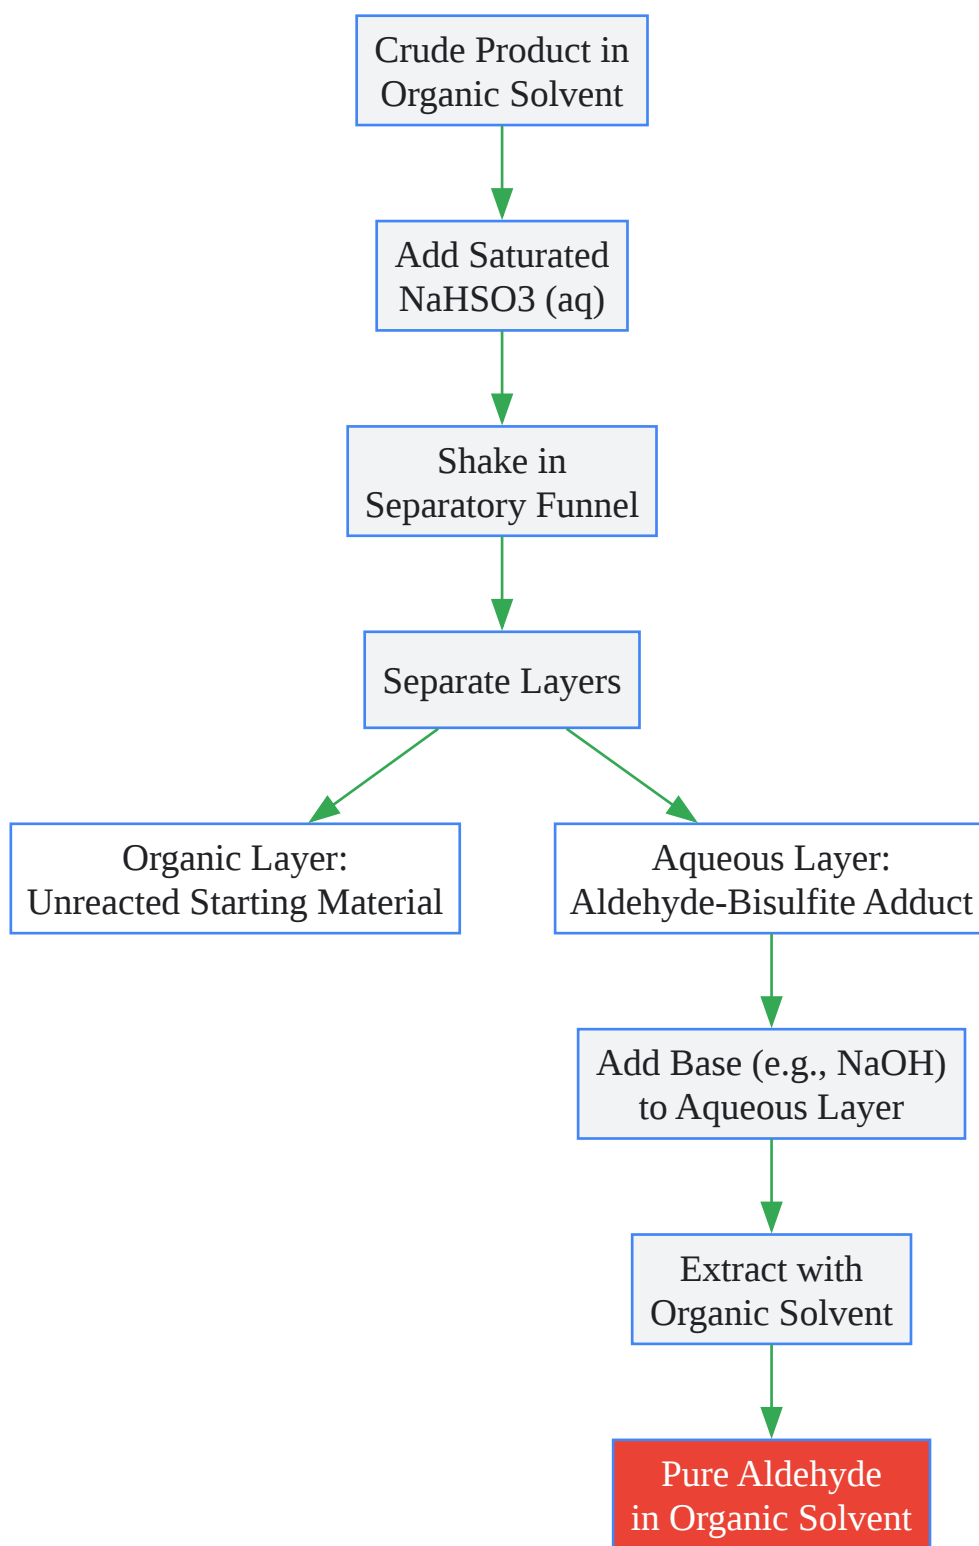 Crude Product in
Organic Solvent
Add Saturated
NaHSO3 (aq)
Shake in
Separatory Funnel
Separate Layers
Organic Layer:
Unreacted Starting Material
Aqueous Layer:
Aldehyde-Bisulfite Adduct
Add Base (e.g., NaOH)
to Aqueous Layer
Extract with
Organic Solvent
Pure Aldehyde
in Organic Solvent